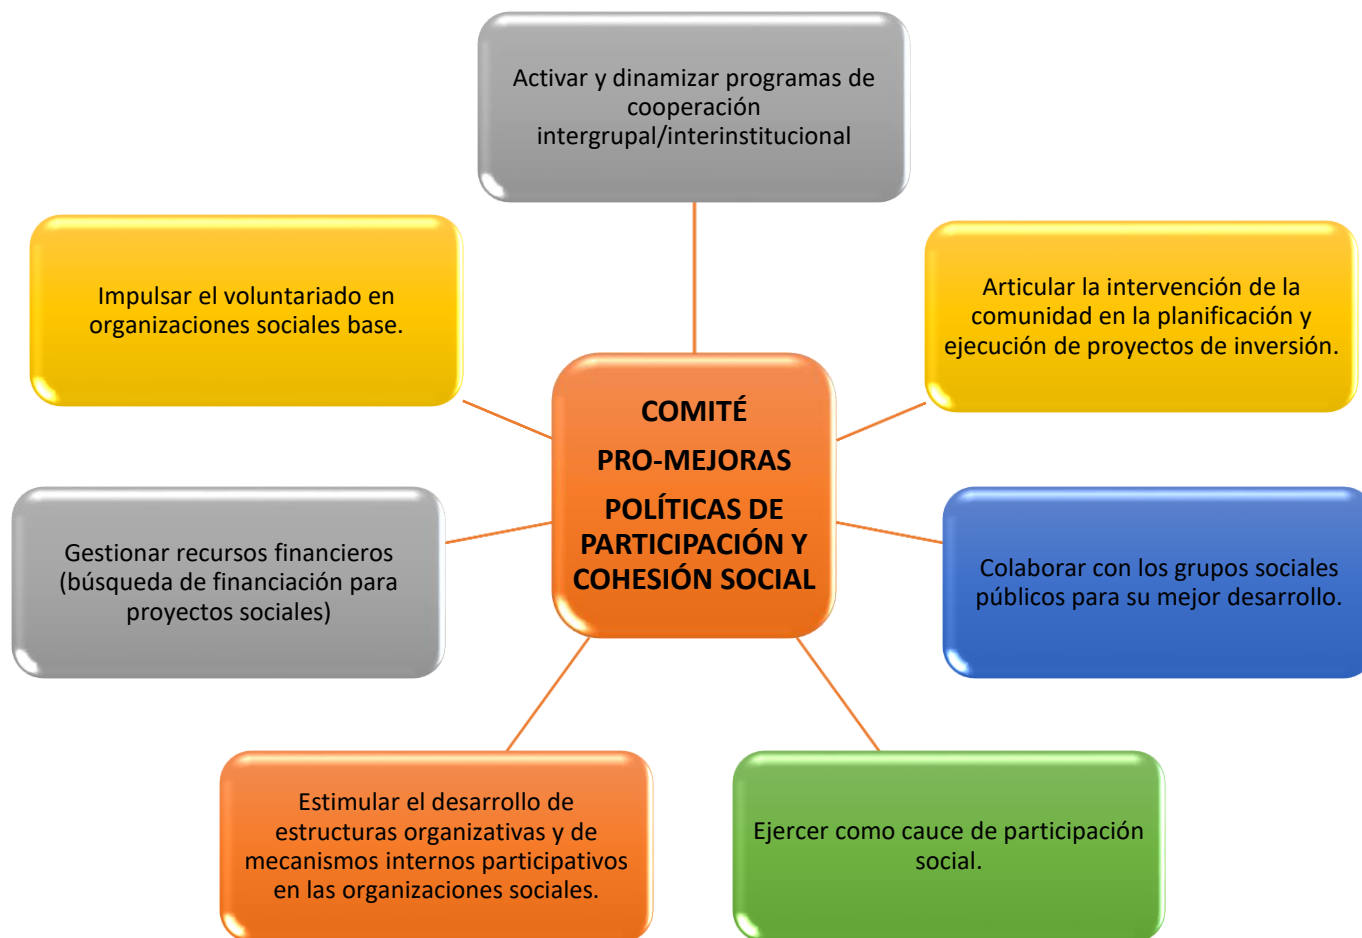 Activar y dinamizar programas de
cooperación
intergrupal/interinstitucional
Impulsar el voluntariado en
organizaciones sociales base.
Articular la intervención de la
comunidad en la planificación y
ejecución de proyectos de inversión.
COMITÉ
PRO-MEJORAS
POLÍTICAS DE
PARTICIPACIÓN Y
COHESIÓN SOCIAL
Gestionar recursos financieros
(búsqueda de financiación para
proyectos sociales)
Colaborar con los grupos sociales
públicos para su mejor desarrollo.
Estimular el desarrollo de
estructuras organizativas y de
mecanismos internos participativos
en las organizaciones sociales.
Ejercer como cauce de participación
social.